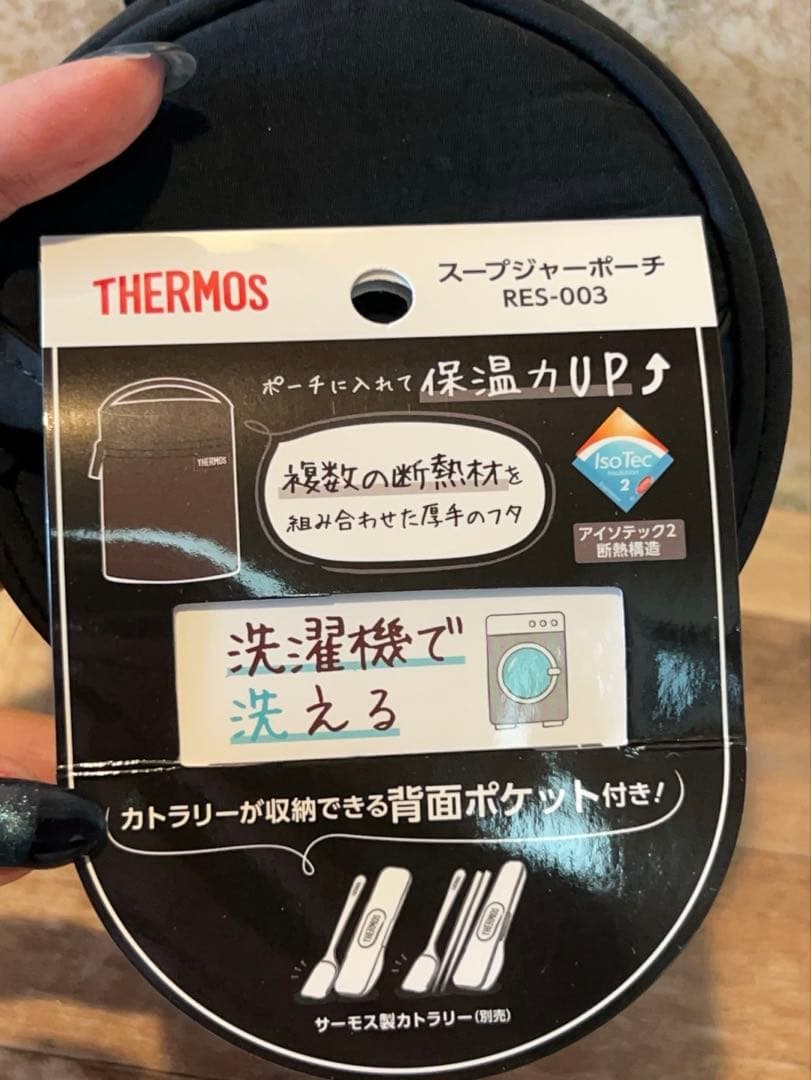 THERMOS
スープジャーポーチ
RES-003
ポーチに入れて保温力UP
THERMOS
複数の断熱材を
組み合わせた厚手のフタ
IsoTec
2
アイソテック2
断熱構造
洗濯機で
洗える
カトラリーが収納できる背面ポケット付き!
THERMOS
THERMOS
サーモス製カトラリー(別売)